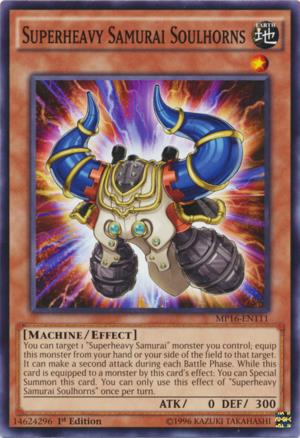 SUPERHEAVY SAMURAI SOULHORNS
EARTH
地
MP16-EN111
[MACHINE/EFFECT]
You can target 1 "Superheavy Samurai" monster you control; equip
this monster from your hand or your side of the field to that target.
It can make a second attack during each Battle Phase. While this
card is equipped to a monster by this card's effect: You can Special
Summon this card. You can only use this effect of "Superheavy
Samurai Soulhorns" once per turn.
ATK/ 0 DEF/ 300
14624296 1st Edition ©1996 KAZUKI TAKAHASHI